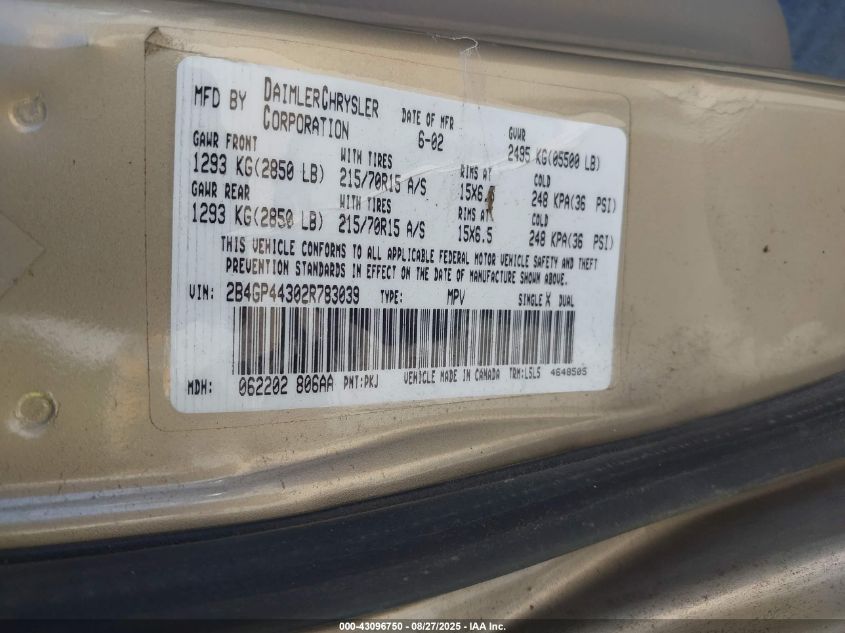 MFD BY DAIMLERCHRYSLER CORPORATION DATE OF MFR 6-02 GVWR 2495 KG(05500 LB)
GAWR FRONT WITH TIRES RIMS AT COLD
1293 KG(2850 LB) 215/70R15 A/S 15X6.5 248 KPA(36 PSI)
GAWR REAR WITH TIRES RIMS AT COLD
1293 KG(2850 LB) 215/70R15 A/S 15X6.5 248 KPA(36 PSI)
THIS VEHICLE CONFORMS TO ALL APPLICABLE FEDERAL MOTOR VEHICLE SAFETY AND THEFT
PREVENTION STANDARDS IN EFFECT ON THE DATE OF MANUFACTURE SHOWN ABOVE.
VIN: 2B4GP44302R783039 TYPE: MPV SINGLE X DUAL
MDH: 062202 806AA PNT:PKJ VEHICLE MADE IN CANADA TRM:LSL5 4648505
000-43096750 - 08/27/2025 - IAA Inc.